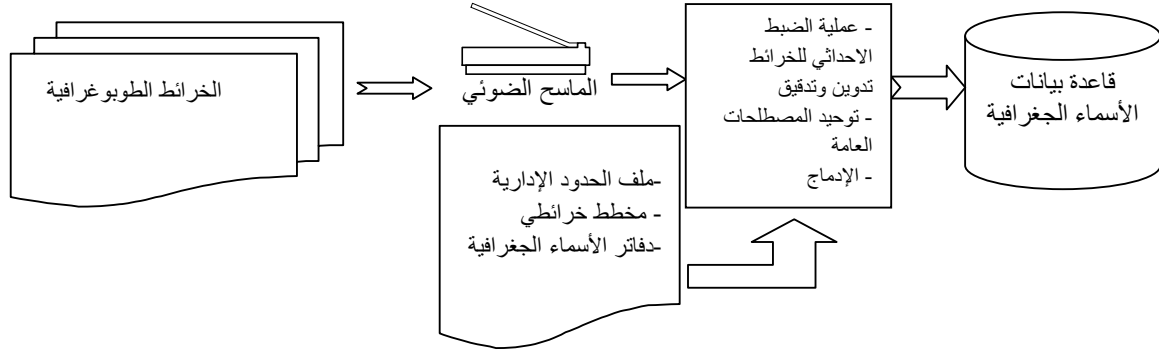 الخرائط الطوبوغرافية
الماسح الضوئي
-ملف الحدود الإدارية
- مخطط خرائطي
-دفاتر الأسماء الجغرافية
- عملية الضبط
الاحداثي للخرائط
تدوين وتدقيق
- توحيد المصطلحات
العامة
- الإدماج
قاعدة بيانات
الأسماء الجغرافية